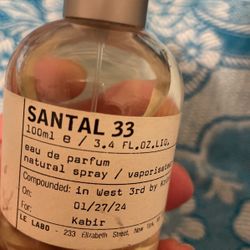 SANTAL 33
100ml e / 3.4 FL.OZ.LIQ.
eau de parfum
natural spray / vaporisateur
Compounded: in West 3rd by
On: 01/27/24
For: Kabir
LE LABO - 233 Elizabeth Street, New York